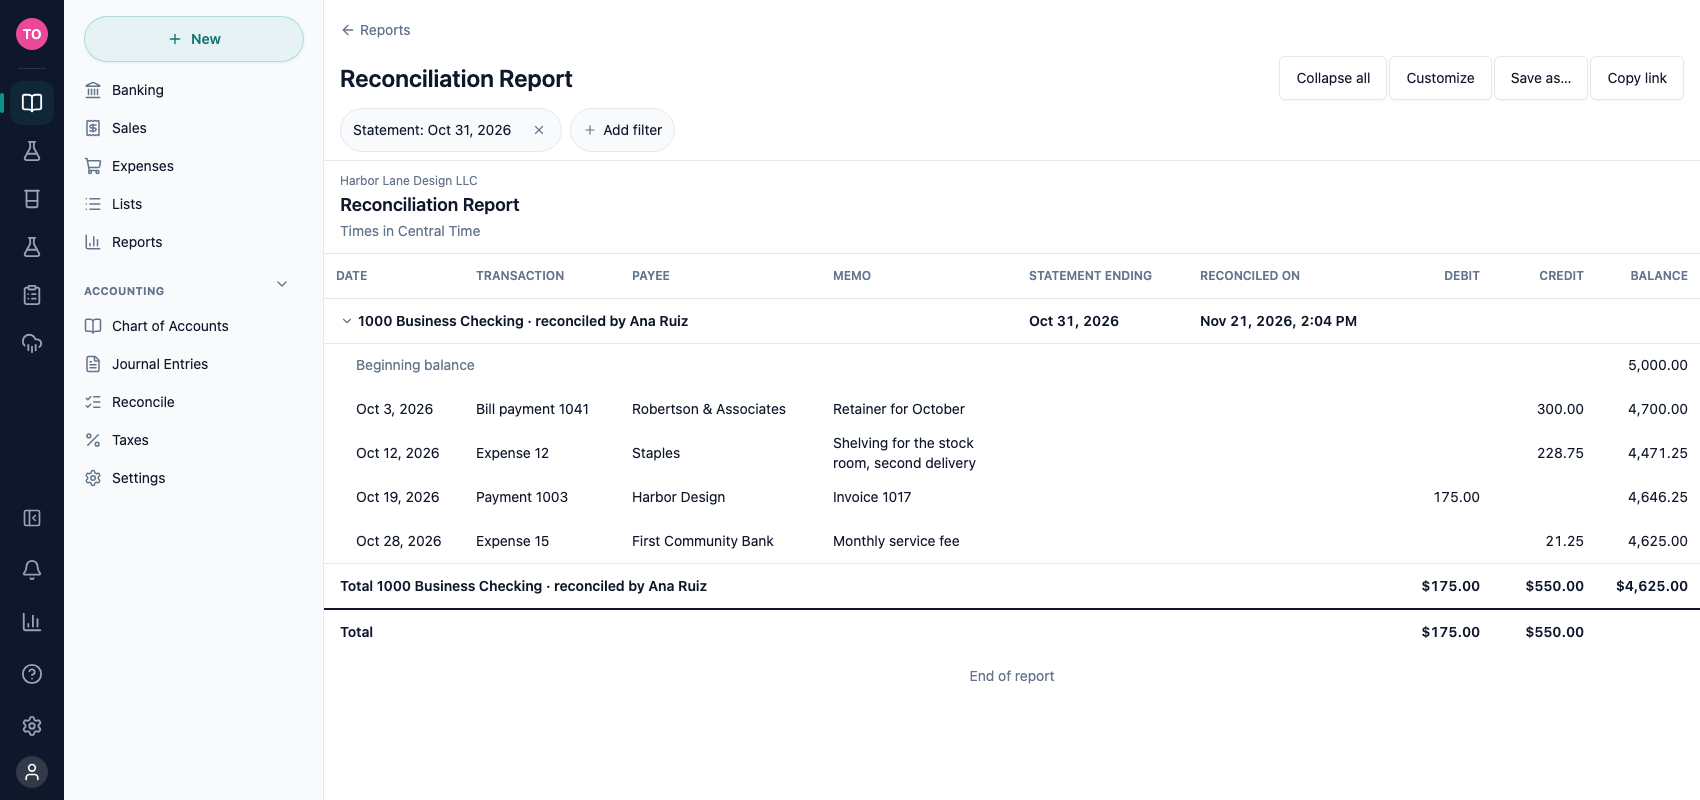 TO
New
Banking
Sales
Expenses
Lists
Reports
ACCOUNTING
Chart of Accounts
Journal Entries
Reconcile
Taxes
Settings
Reports
Reconciliation Report
Collapse all
Customize
Save as...
Copy link
Statement: Oct 31, 2026
Add filter
Harbor Lane Design LLC
Reconciliation Report
Times in Central Time
DATE TRANSACTION PAYEE MEMO STATEMENT ENDING RECONCILED ON DEBIT CREDIT BALANCE
1000 Business Checking · reconciled by Ana Ruiz Oct 31, 2026 Nov 21, 2026, 2:04 PM
Beginning balance 5,000.00
Oct 3, 2026 Bill payment 1041 Robertson & Associates Retainer for October 300.00 4,700.00
Oct 12, 2026 Expense 12 Staples Shelving for the stock
room, second delivery 228.75 4,471.25
Oct 19, 2026 Payment 1003 Harbor Design Invoice 1017 175.00 4,646.25
Oct 28, 2026 Expense 15 First Community Bank Monthly service fee 21.25 4,625.00
Total 1000 Business Checking · reconciled by Ana Ruiz $175.00 $550.00 $4,625.00
Total $175.00 $550.00
End of report